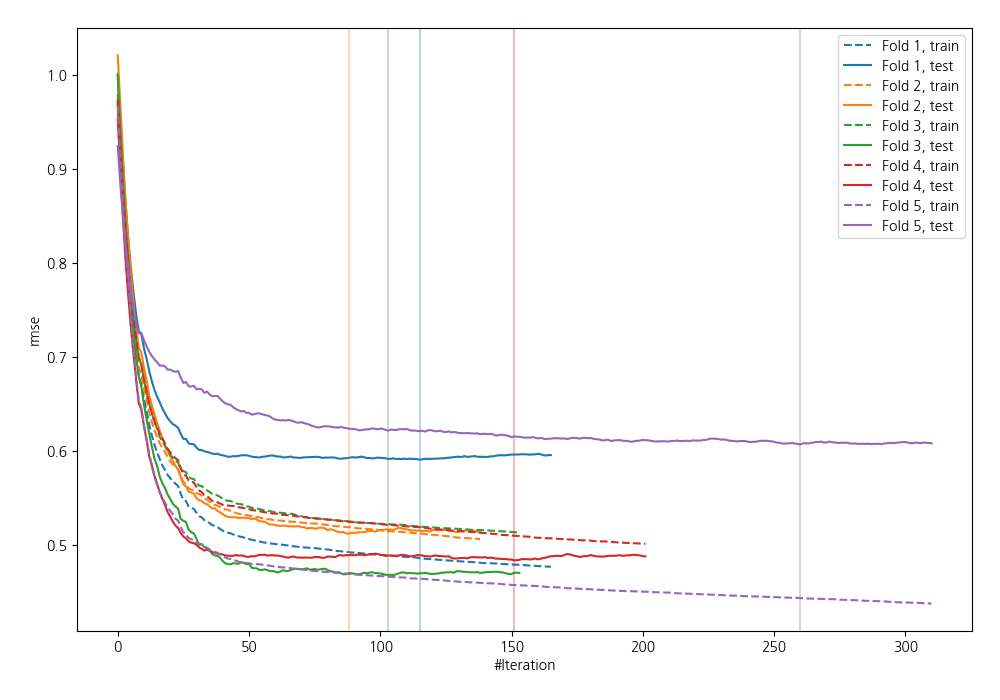 Fold 1, train
Fold 1, test
Fold 2, train
Fold 2, test
Fold 3, train
Fold 3, test
Fold 4, train
Fold 4, test
Fold 5, train
Fold 5, test
1.0
0.9
0.8
0.7
0.6
0.5
rmse
0 50 100 150 200 250 300
#Iteration